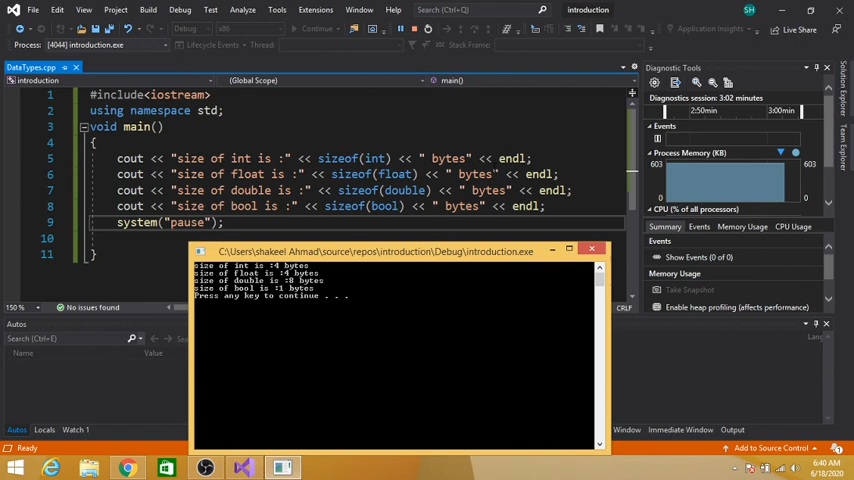 File Edit View Project Build Debug Test Analyze Tools Extensions Window Help Search (Ctrl+Q) introduction SH
Debug x86 Continue Application Insights Live Share
Process: [4044] introduction.exe Lifecycle Events Thread: Stack Frame:
DataTypes.cpp
introduction (Global Scope) main()
1 #include<iostream>
2 using namespace std;
3 void main()
4 {
5 cout << "size of int is :" << sizeof(int) << " bytes" << endl;
6 cout << "size of float is :" << sizeof(float) << " bytes" << endl;
7 cout << "size of double is :" << sizeof(double) << " bytes" << endl;
8 cout << "size of bool is :" << sizeof(bool) << " bytes" << endl;
9 system("pause");
10
11 }
150 % No issues found CRLF
C:\Users\shakeel Ahmad\source\repos\introduction\Debug\introduction.exe
size of int is :4 bytes
size of float is :4 bytes
size of double is :8 bytes
size of bool is :1 bytes
Press any key to continue . . .
Diagnostic Tools
Diagnostics session: 3:02 minutes
2:50min 3:00min
Events
Process Memory (KB)
603 603
0 0
CPU (% of all processors)
Summary Events Memory Usage CPU Usage
Events
Show Events (0 of 0)
Memory Usage
Take Snapshot
Enable heap profiling (affects performance)
Solution Explorer
Team Explorer
Autos
Search (Ctrl+E)
Name Value
Lang
Autos Locals Watch 1
Window Immediate Window Output
Ready Add to Source Control
6:40 AM
6/18/2020